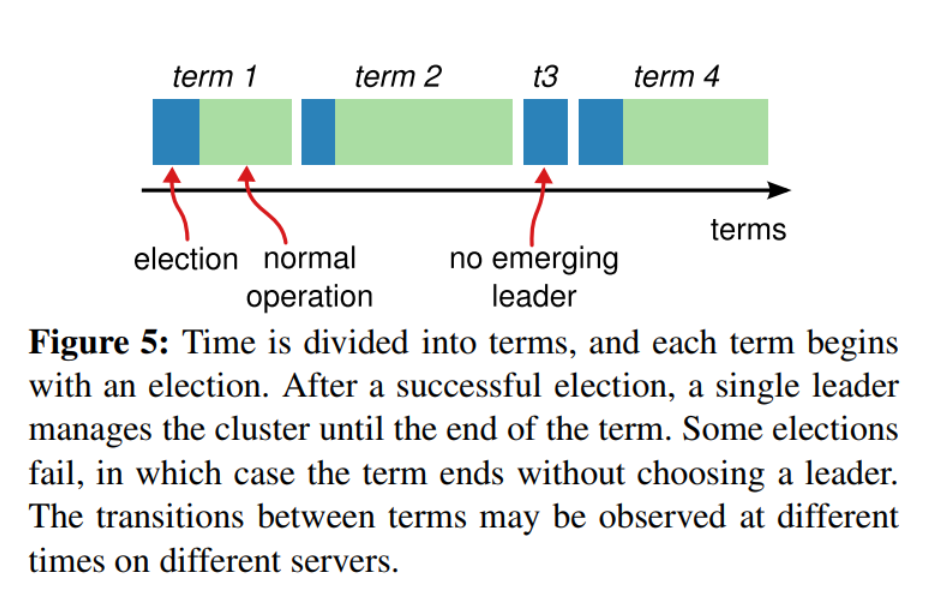 term 1 term 2 t3 term 4
terms
election normal operation no emerging leader
Figure 5: Time is divided into terms, and each term begins
with an election. After a successful election, a single leader
manages the cluster until the end of the term. Some elections
fail, in which case the term ends without choosing a leader.
The transitions between terms may be observed at different
times on different servers.